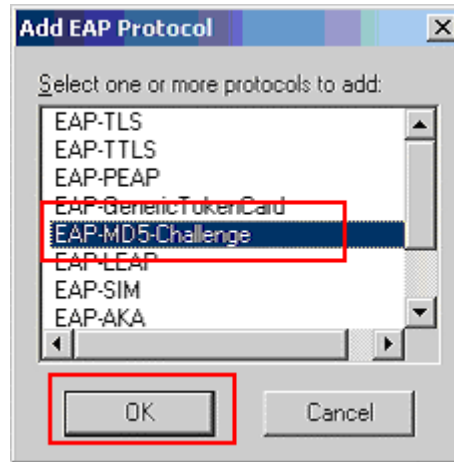 Add EAP Protocol
Select one or more protocols to add:
EAP-TLS
EAP-TTLS
EAP-PEAP
EAP-GenericTokenCard
EAP-MD5-Challenge
EAP-LEAP
EAP-SIM
EAP-AKA
OK
Cancel